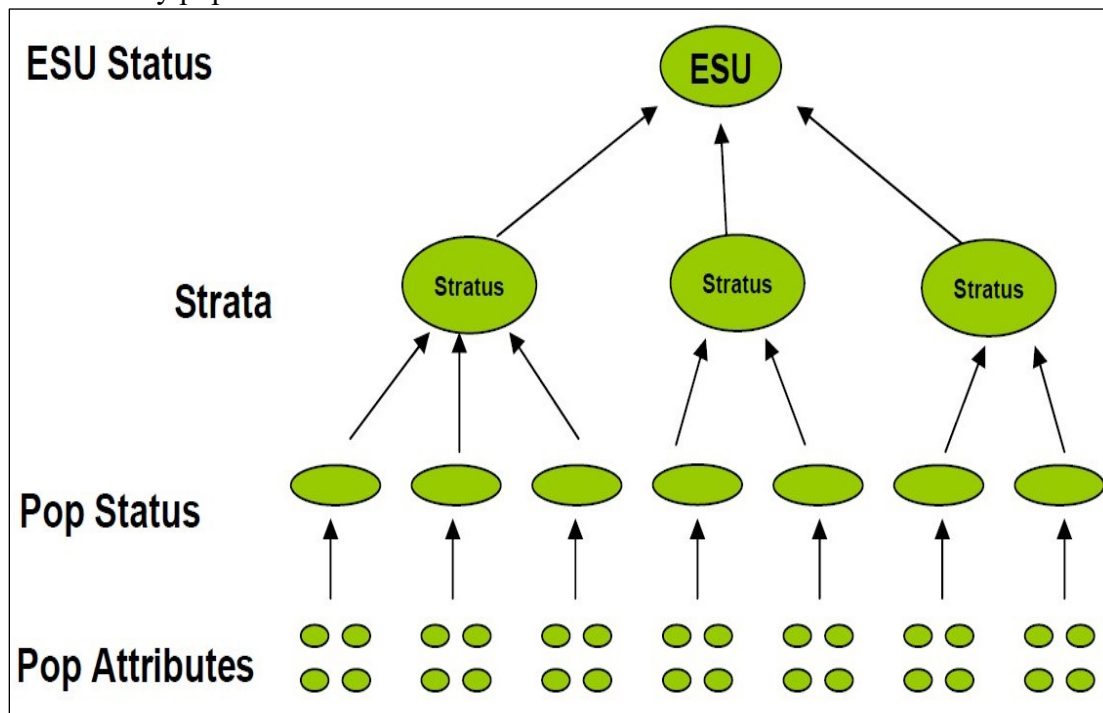 ESU Status
ESU
Strata
Stratus
Stratus
Stratus
Pop Status
Pop Attributes